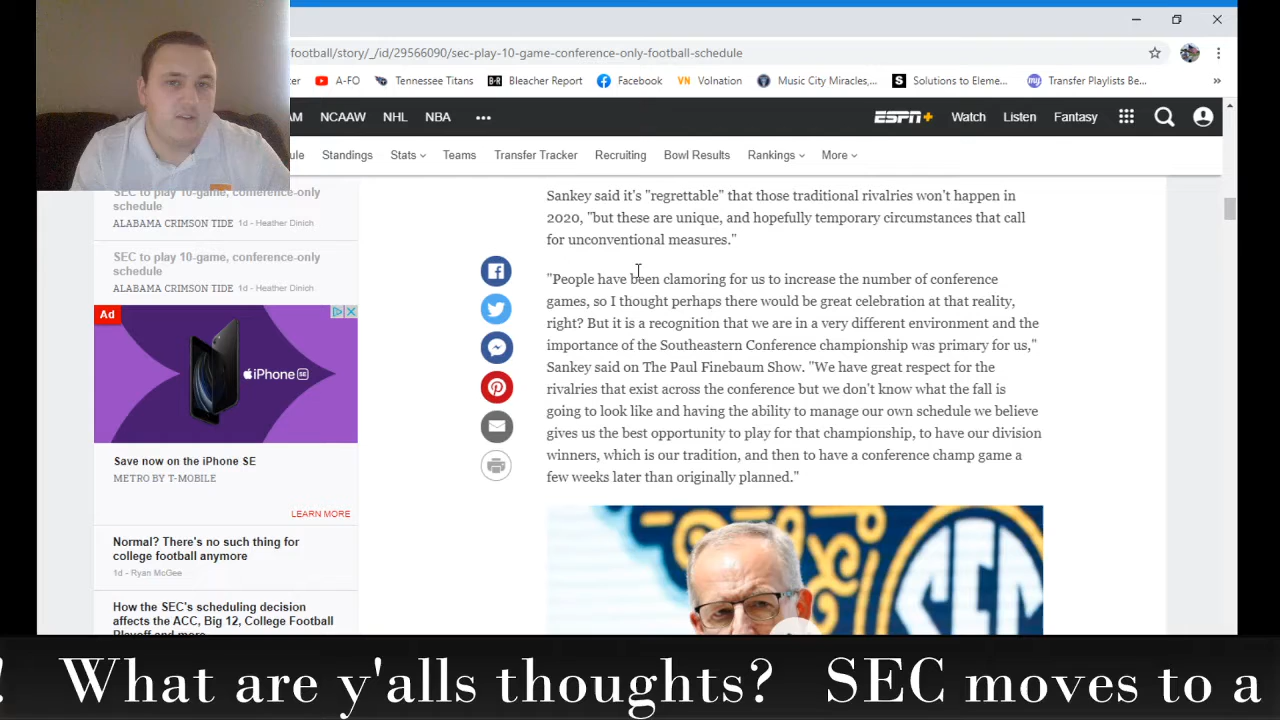 football/story/_/id/29566090/sec-play-10-game-conference-only-football-schedule
A-FO
Tennessee Titans
B-R Bleacher Report
Facebook
VN Volnation
Music City Miracles,...
S Solutions to Eleme...
my Transfer Playlists Be...
»
NCAAW
NHL
NBA
ESPN+
Watch
Listen
Fantasy
Standings
Stats
Teams
Transfer Tracker
Recruiting
Bowl Results
Rankings
More
SEC to play 10-game, conference-only
schedule
ALABAMA CRIMSON TIDE 1d - Heather Dinich
SEC to play 10-game, conference-only
schedule
ALABAMA CRIMSON TIDE 1d - Heather Dinich
Ad
iPhone SE
Save now on the iPhone SE
METRO BY T-MOBILE
LEARN MORE
Normal? There's no such thing for
college football anymore
1d - Ryan McGee
How the SEC's scheduling decision
affects the ACC, Big 12, College Football
Playoff and more
Sankey said it's "regrettable" that those traditional rivalries won't happen in
2020, "but these are unique, and hopefully temporary circumstances that call
for unconventional measures."
"People have been clamoring for us to increase the number of conference
games, so I thought perhaps there would be great celebration at that reality,
right? But it is a recognition that we are in a very different environment and the
importance of the Southeastern Conference championship was primary for us,"
Sankey said on The Paul Finebaum Show. "We have great respect for the
rivalries that exist across the conference but we don't know what the fall is
going to look like and having the ability to manage our own schedule we believe
gives us the best opportunity to play for that championship, to have our division
winners, which is our tradition, and then to have a conference champ game a
few weeks later than originally planned."
SEC
! What are y'alls thoughts? SEC moves to a